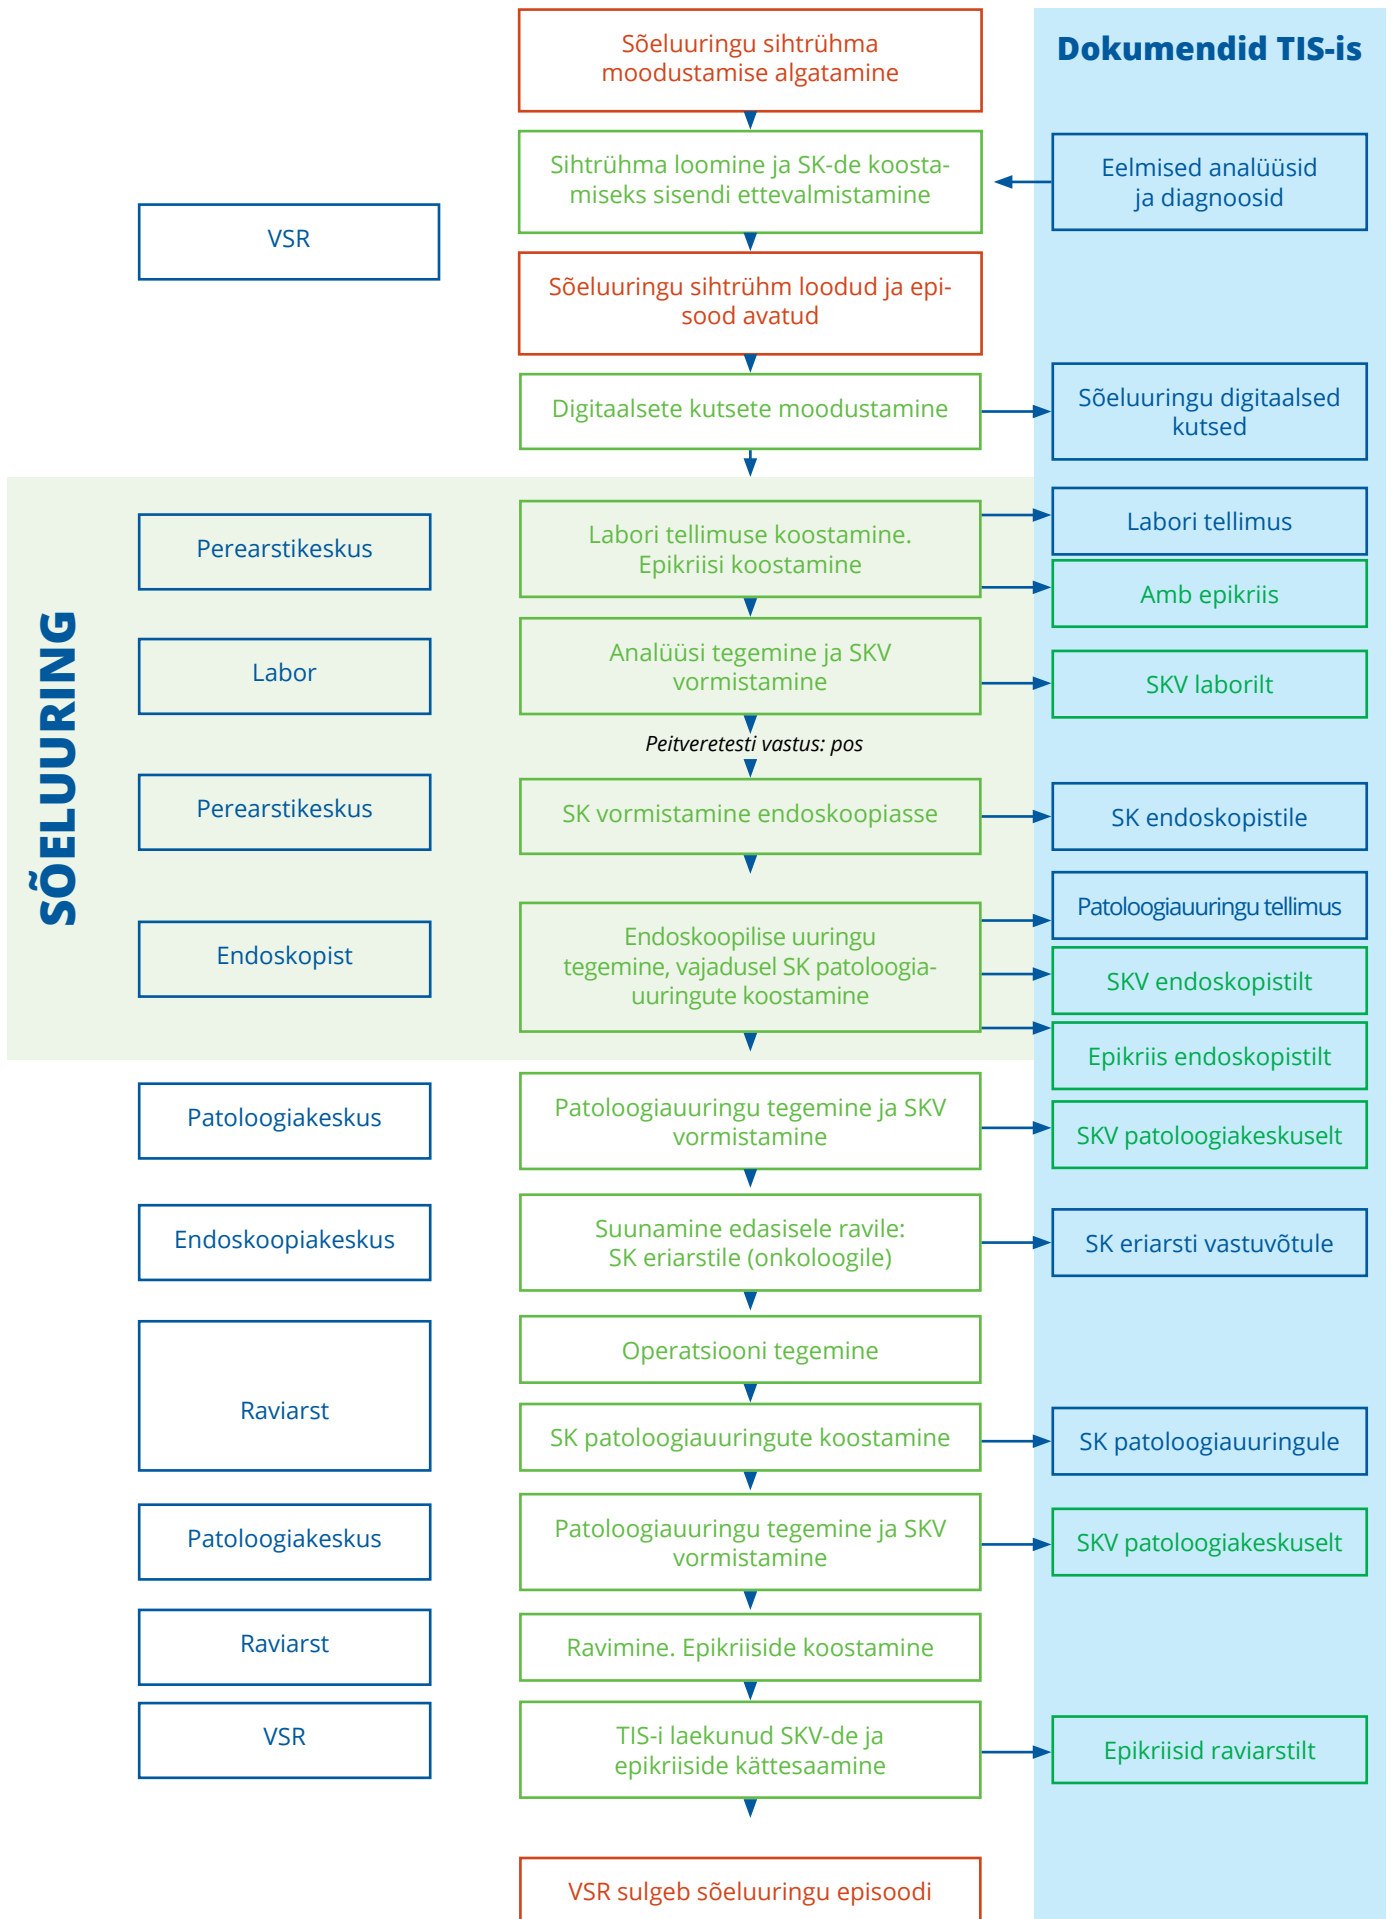 Sõeluuringu sihtrühma
moodustamise algatamine
Dokumendid TIS-is
Sihtrühma loomine ja SK-de koosta-
miseks sisendi ettevalmistamine
Eelmised analüüsid
ja diagnoosid
VSR
Sõeluuringu sihtrühm loodud ja epi-
sood avatud
Digitaalsete kutsete moodustamine
Sõeluuringu digitaalsed
kutsed
SÕELUURING
Perearstikeskus
Labori tellimuse koostamine.
Epikriisi koostamine
Labori tellimus
Amb epikriis
Labor
Analüüsi tegemine ja SKV
vormistamine
SKV laborilt
Peitveretesti vastus: pos
Perearstikeskus
SK vormistamine endoskoopiasse
SK endoskopistile
Endoskopist
Endoskoopilise uuringu
tegemine, vajadusel SK patoloogia-
uuringute koostamine
Patoloogiauuringu tellimus
SKV endoskopistilt
Epikriis endoskopistilt
Patoloogiakeskus
Patoloogiauuringu tegemine ja SKV
vormistamine
SKV patoloogiakeskuselt
Endoskoopiakeskus
Suunamine edasisele ravile:
SK eriarstile (onkoloogile)
SK eriarsti vastuvõtule
Operatsiooni tegemine
Raviarst
SK patoloogiauuringute koostamine
SK patoloogiauuringule
Patoloogiakeskus
Patoloogiauuringu tegemine ja SKV
vormistamine
SKV patoloogiakeskuselt
Raviarst
Ravimine. Epikriiside koostamine
VSR
TIS-i laekunud SKV-de ja
epikriiside kättesaamine
Epikriisid raviarstilt
VSR sulgeb sõeluuringu episoodi